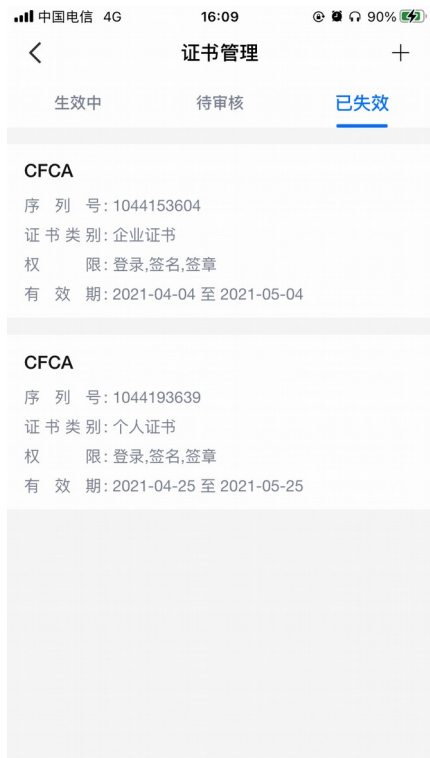 中国电信 4G 16:09 90%
证书管理
生效中 待审核 已失效
CFCA
序列号:1044153604
证书类别:企业证书
权限:登录,签名,签章
有效期:2021-04-04 至 2021-05-04
CFCA
序列号:1044193639
证书类别:个人证书
权限:登录,签名,签章
有效期:2021-04-25 至 2021-05-25